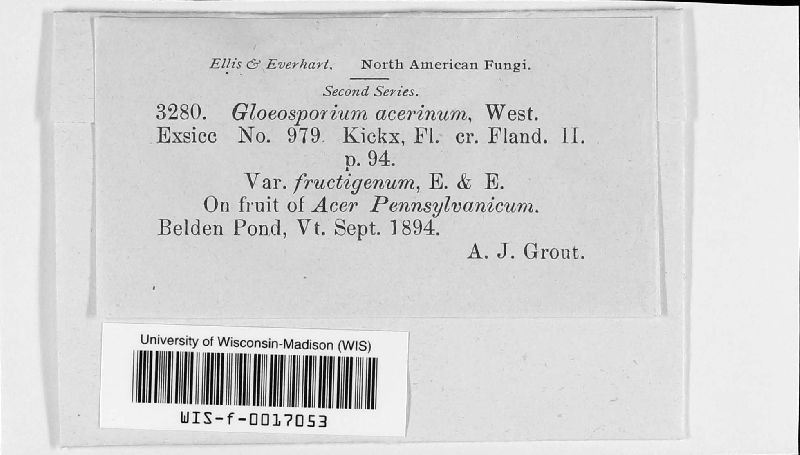 Ellis & Everhart. North American Fungi.
Second Series.
3280. Gloeosporium acerinum, West.
Exsicc No. 979. Kickx, Fl. cr. Fland. II.
p. 94.
Var. fructigenum, E. & E.
On fruit of Acer Pennsylvanicum.
Belden Pond, Vt. Sept. 1894.
A. J. Grout.
University of Wisconsin-Madison (WIS)
WIS-f-0017053